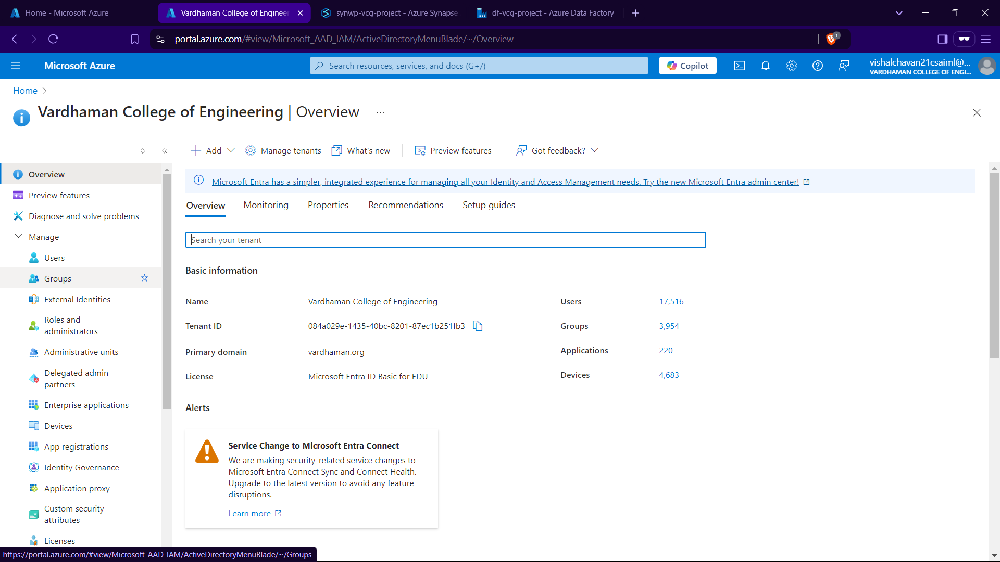 Home - Microsoft Azure
Vardhaman College of Engineer
synwp-vcg-project - Azure Synapse
df-vcg-project - Azure Data Factory
portal.azure.com/#view/Microsoft_AAD_IAM/ActiveDirectoryMenuBlade/~/Overview
1
Microsoft Azure
Search resources, services, and docs (G+/)
Copilot
vishalchavan21csaiml@...
VARDHAMAN COLLEGE OF ENGI...
Home
Vardhaman College of Engineering | Overview
...
Add
Manage tenants
What's new
Preview features
Got feedback?
Overview
Preview features
Diagnose and solve problems
Manage
Users
Groups
External Identities
Roles and
administrators
Administrative units
Delegated admin
partners
Enterprise applications
Devices
App registrations
Identity Governance
Application proxy
Custom security
attributes
Licenses
Microsoft Entra has a simpler, integrated experience for managing all your Identity and Access Management needs. Try the new Microsoft Entra admin center!
Overview
Monitoring
Properties
Recommendations
Setup guides
Search your tenant
Basic information
Name
Vardhaman College of Engineering
Users
17,516
Tenant ID
084a029e-1435-40bc-8201-87ec1b251fb3
Groups
3,954
Primary domain
vardhaman.org
Applications
220
License
Microsoft Entra ID Basic for EDU
Devices
4,683
Alerts
Service Change to Microsoft Entra Connect
We are making security-related service changes to
Microsoft Entra Connect Sync and Connect Health.
Upgrade to the latest version to avoid any feature
disruptions.
Learn more
https://portal.azure.com/#view/Microsoft_AAD_IAM/ActiveDirectoryMenuBlade/~/Groups